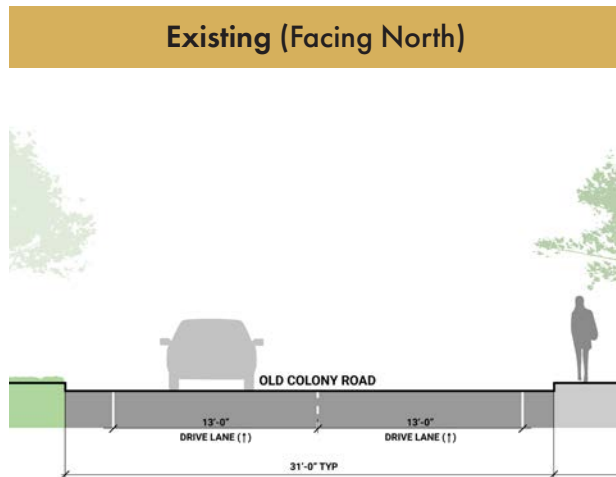 Existing (Facing North)
OLD COLONY ROAD
13'-0" 13'-0"
DRIVE LANE (↑) DRIVE LANE (↑)
31'-0" TYP